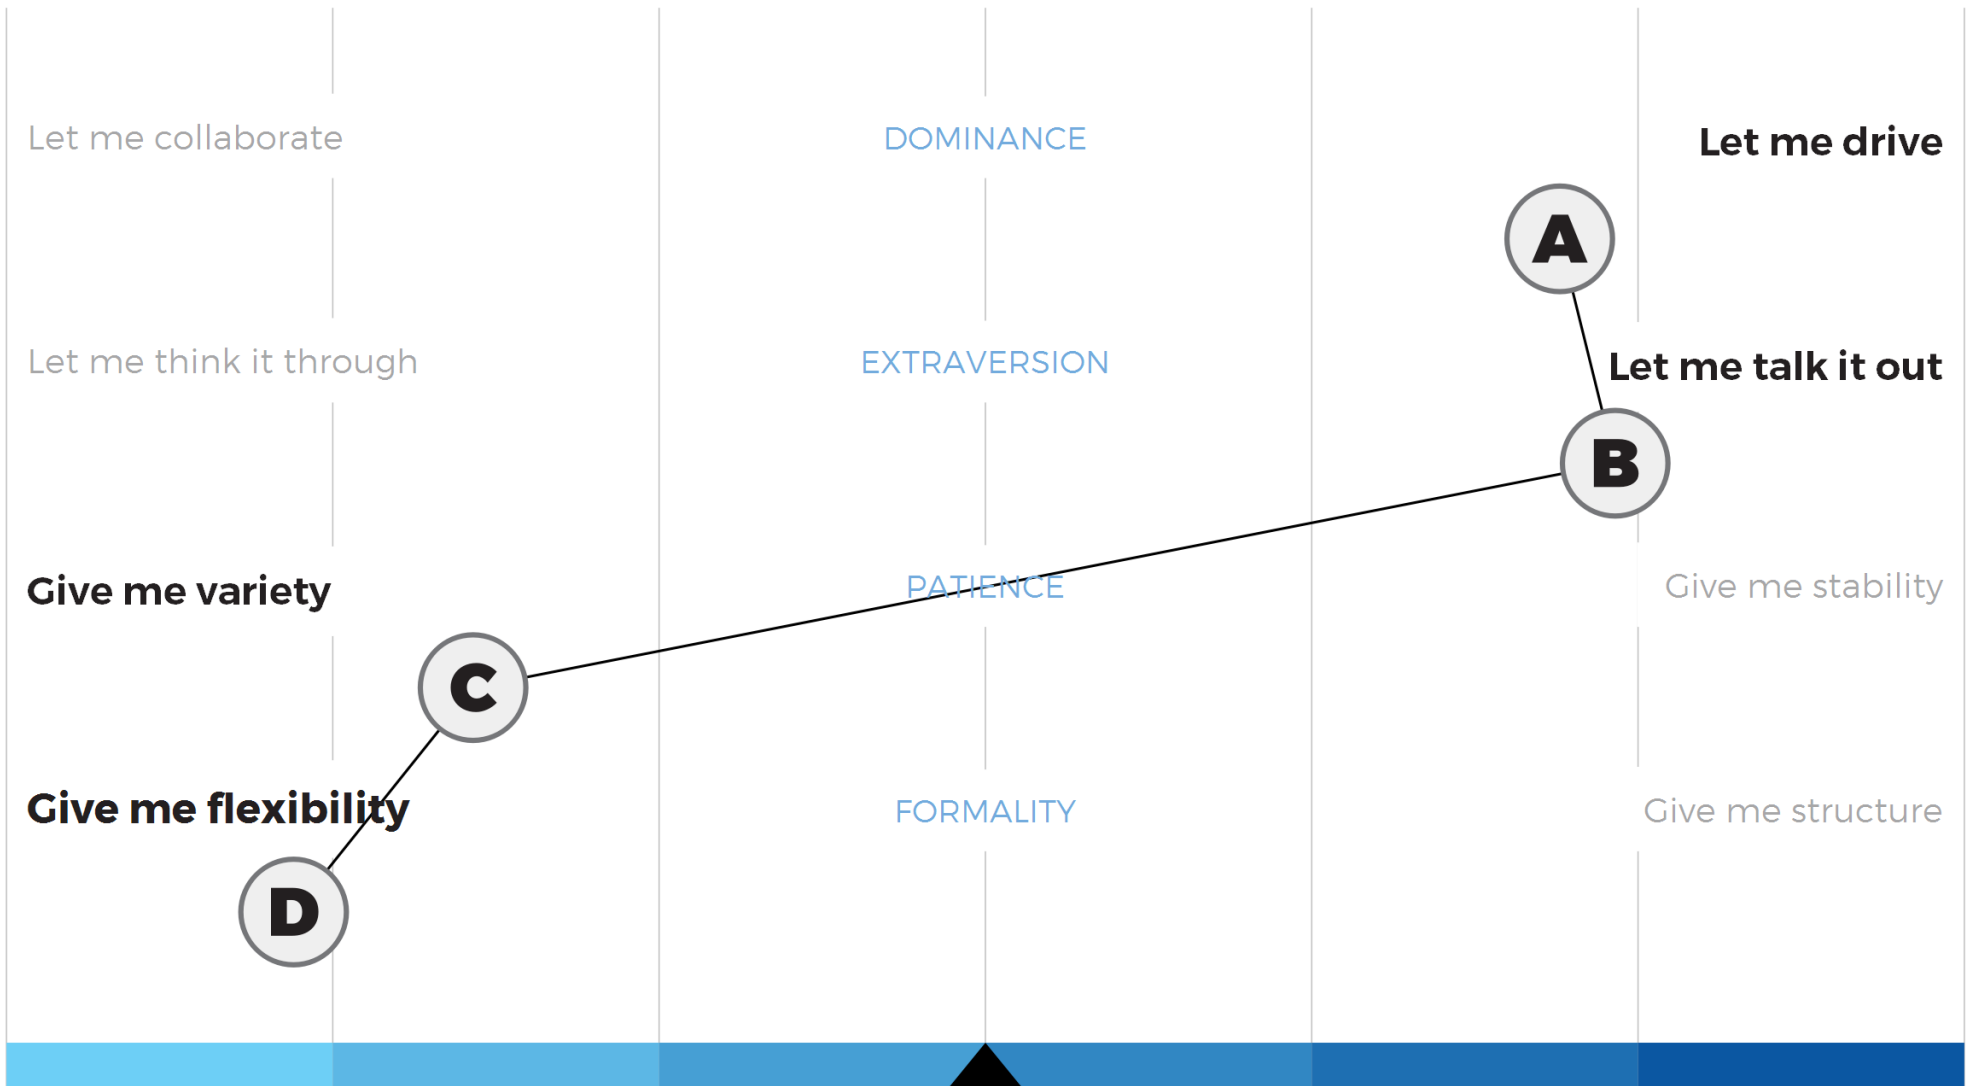 Let me collaborate
DOMINANCE
Let me drive
A
Let me think it through
EXTRAVERSION
Let me talk it out
B
Give me variety
PATIENCE
Give me stability
C
Give me flexibility
FORMALITY
Give me structure
D